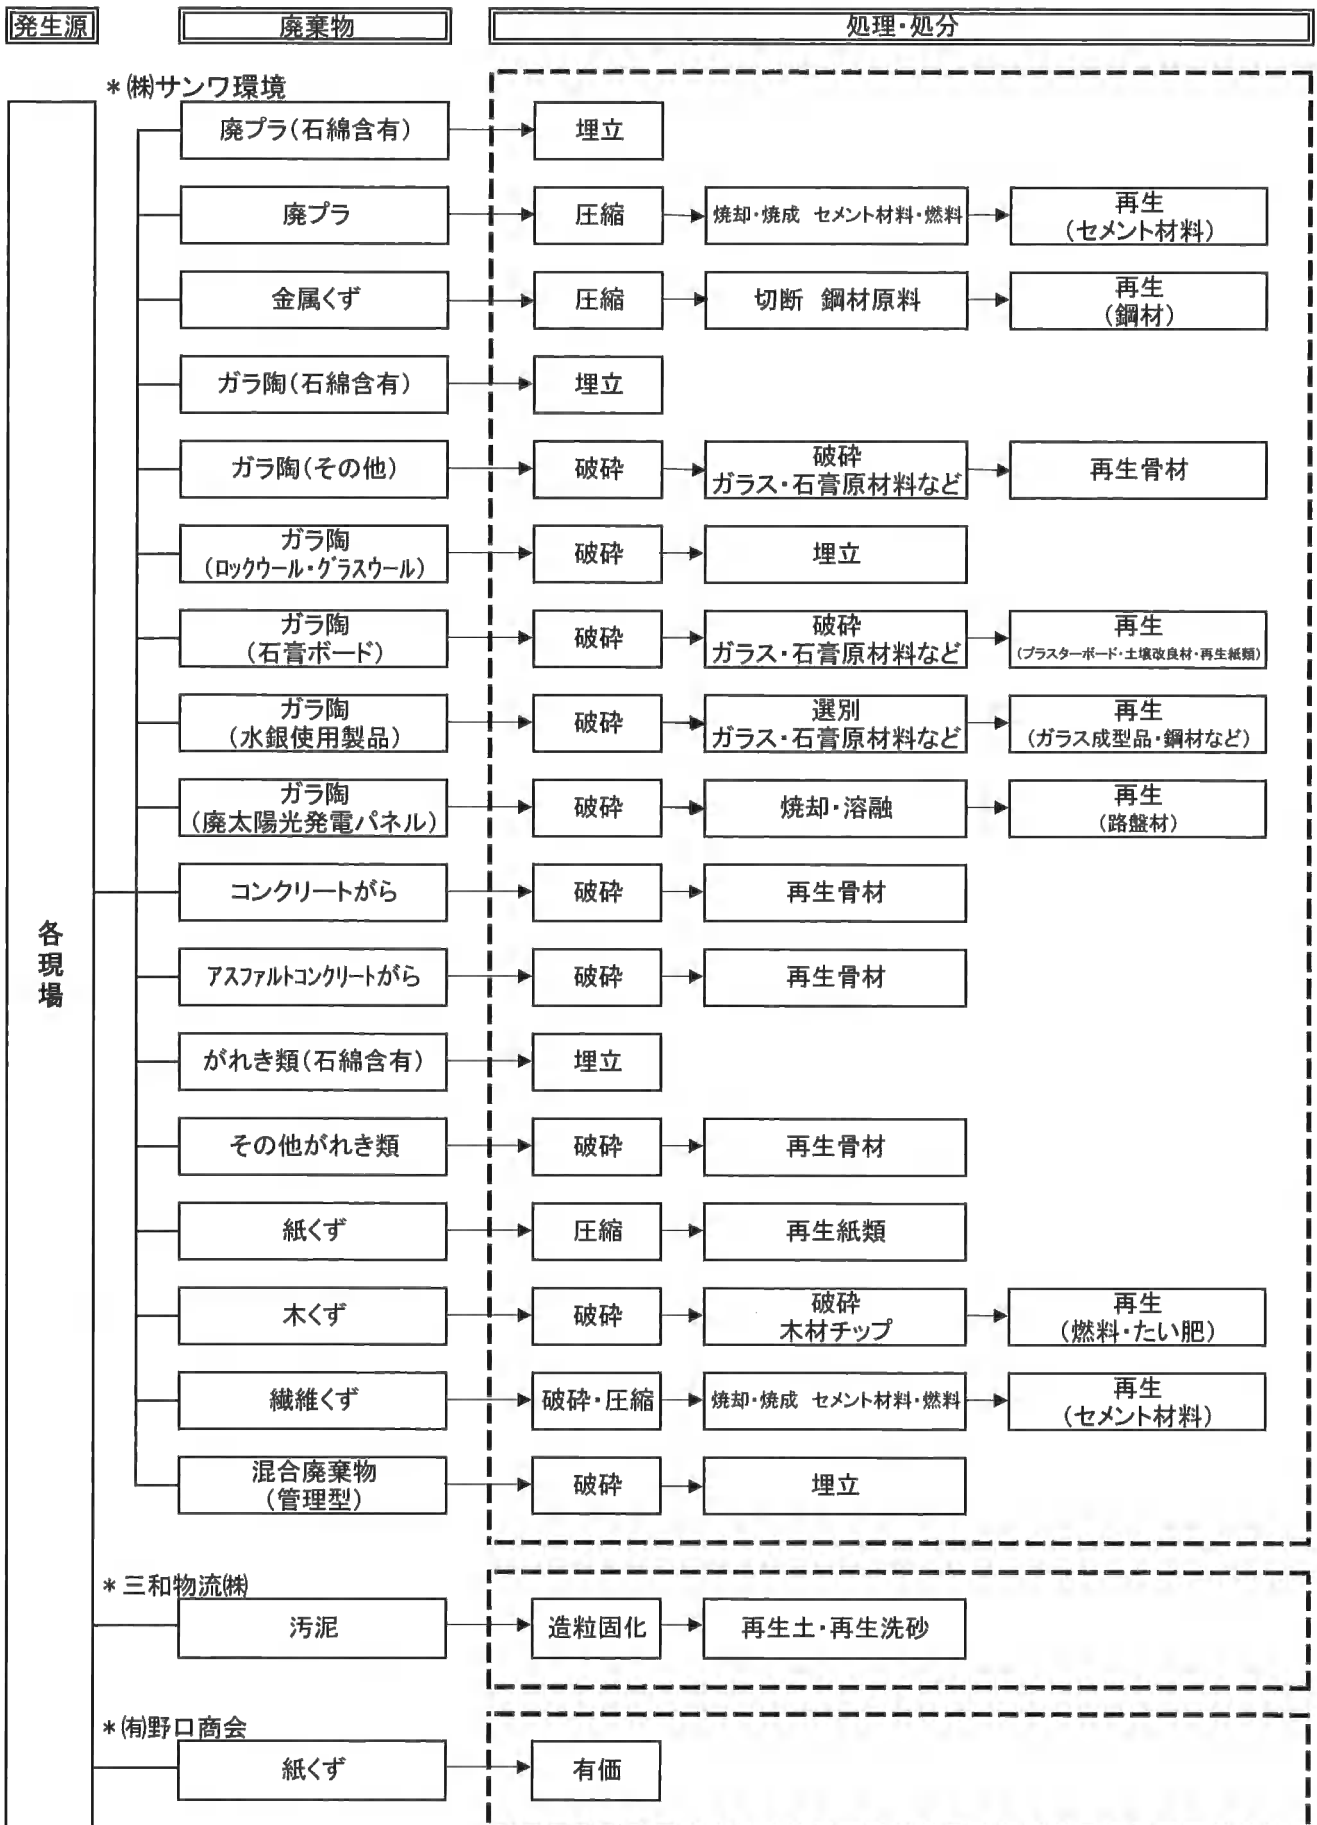 発生源 廃棄物 処理・処分
*㈱サンワ環境
廃プラ(石綿含有) 埋立
廃プラ 圧縮 焼却・焼成 セメント材料・燃料 再生
(セメント材料)
金属くず 圧縮 切断 鋼材原料 再生
(鋼材)
ガラ陶(石綿含有) 埋立
ガラ陶(その他) 破砕 破砕
ガラス・石膏原材料など 再生骨材
ガラ陶
(ロックウール・グラスウール) 破砕 埋立
ガラ陶
(石膏ボード) 破砕 破砕
ガラス・石膏原材料など 再生
(プラスターボード・土壌改良材・再生紙類)
ガラ陶
(水銀使用製品) 破砕 選別
ガラス・石膏原材料など 再生
(ガラス成型品・鋼材など)
ガラ陶
(廃太陽光発電パネル) 破砕 焼却・溶融 再生
(路盤材)
コンクリートがら 破砕 再生骨材
各現場
アスファルトコンクリートがら 破砕 再生骨材
がれき類(石綿含有) 埋立
その他がれき類 破砕 再生骨材
紙くず 圧縮 再生紙類
木くず 破砕 破砕
木材チップ 再生
(燃料・たい肥)
繊維くず 破砕・圧縮 焼却・焼成 セメント材料・燃料 再生
(セメント材料)
混合廃棄物
(管理型) 破砕 埋立
*三和物流㈱
汚泥 造粒固化 再生土・再生洗砂
*㈲野口商会
紙くず 有価